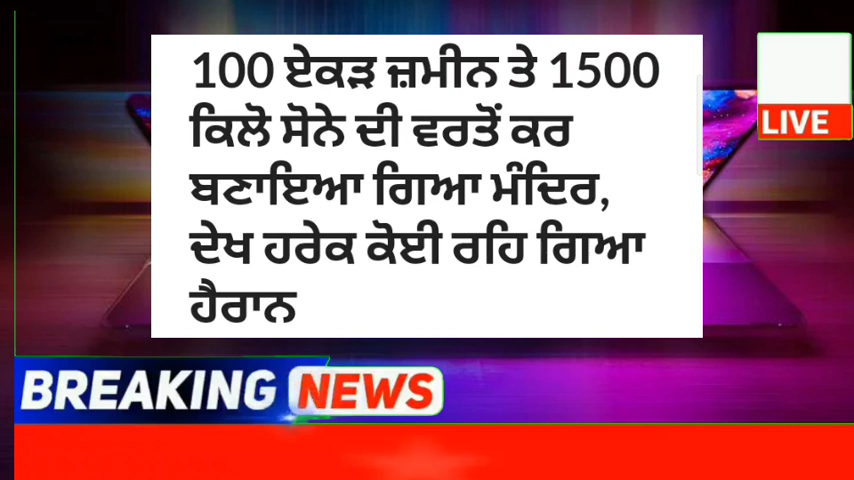 100 ਏਕੜ ਜ਼ਮੀਨ ਤੇ 1500
ਕਿਲੋ ਸੋਨੇ ਦੀ ਵਰਤੋਂ ਕਰ
ਬਣਾਇਆ ਗਿਆ ਮੰਦਿਰ,
ਦੇਖ ਹਰੇਕ ਕੋਈ ਰਹਿ ਗਿਆ
ਹੈਰਾਨ
LIVE
BREAKING NEWS